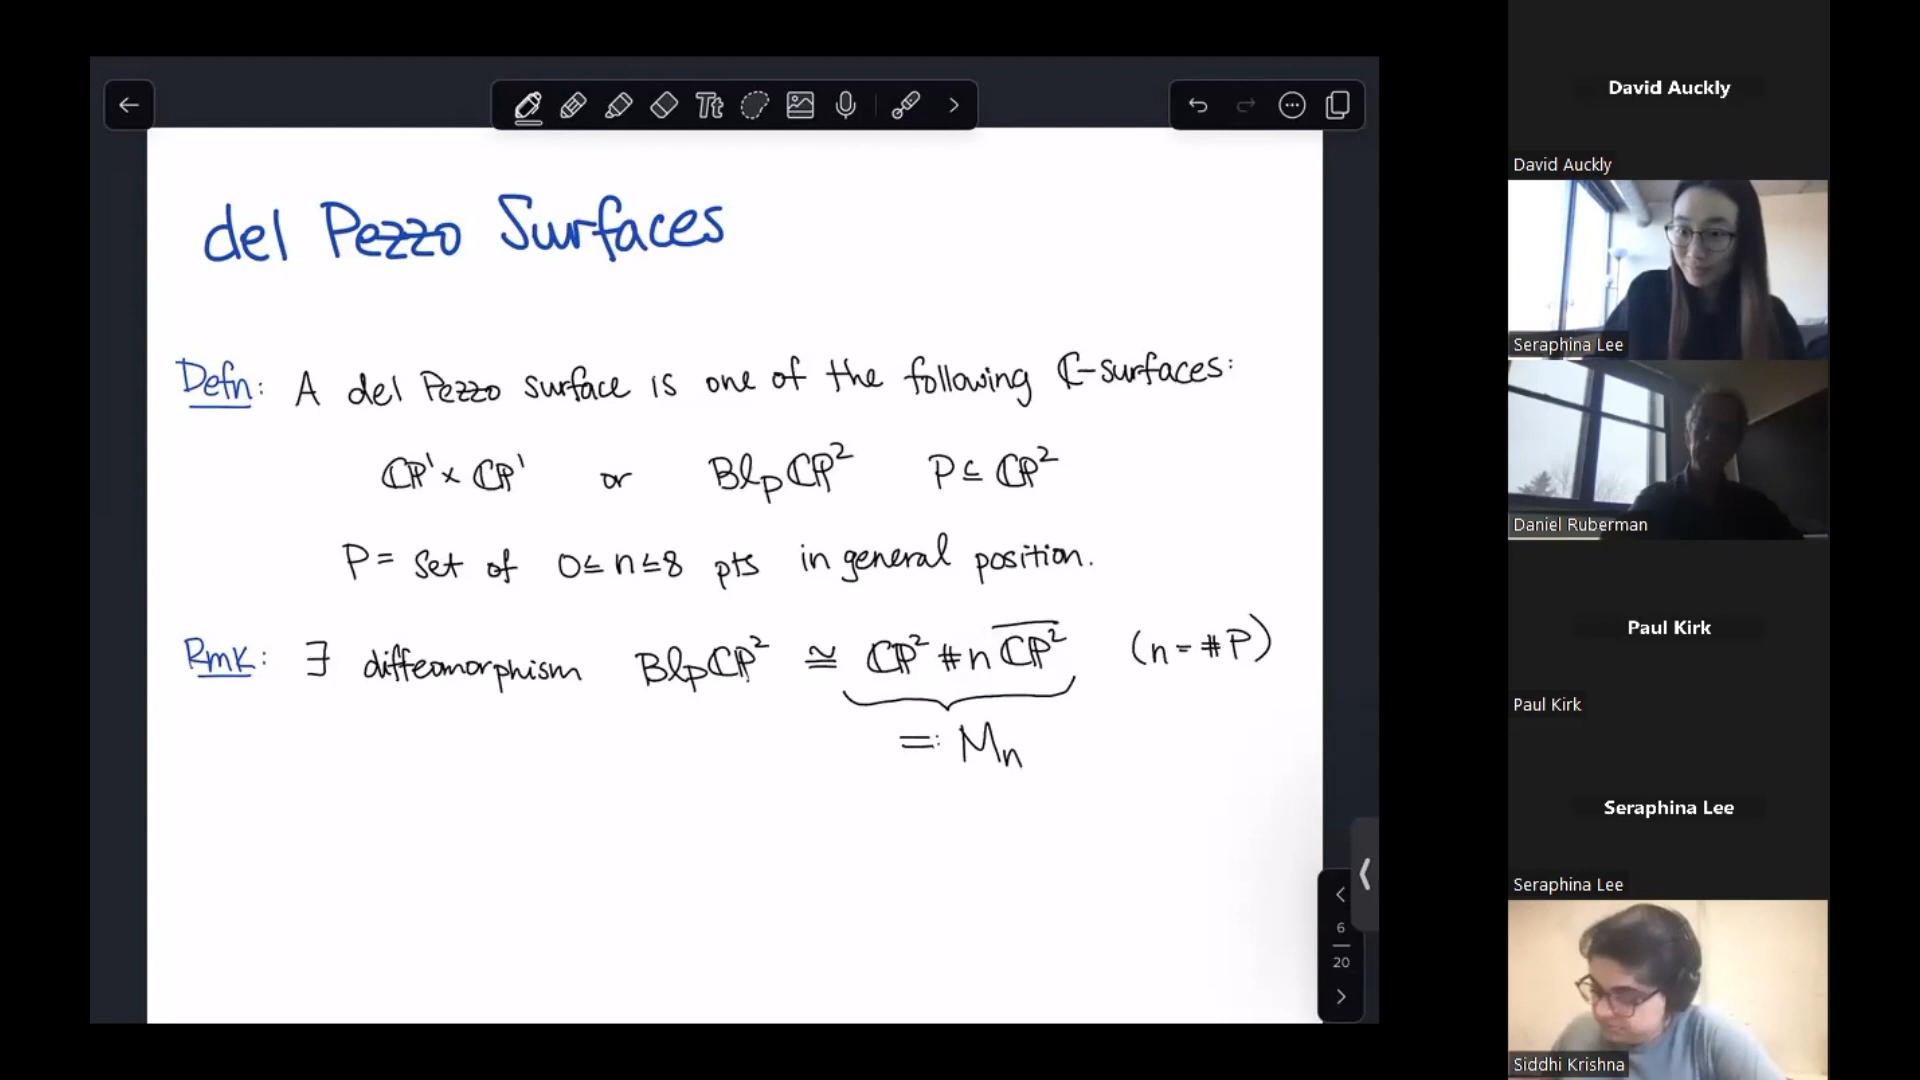 del Pezzo Surfaces
Defn: A del Pezzo surface is one of the following ℂ-surfaces:
ℂP¹ × ℂP¹ or Bl_P ℂP² P ⊆ ℂP²
P = set of 0 ≤ n ≤ 8 pts in general position.
Rmk: ∃ diffeomorphism Bl_P ℂP² ≅ ℂP² # n \overline{ℂP²} (n = #P)
=: Mₙ
Tt
6
20
David Auckly
David Auckly
Seraphina Lee
Daniel Ruberman
Paul Kirk
Paul Kirk
Seraphina Lee
Seraphina Lee
Siddhi Krishna